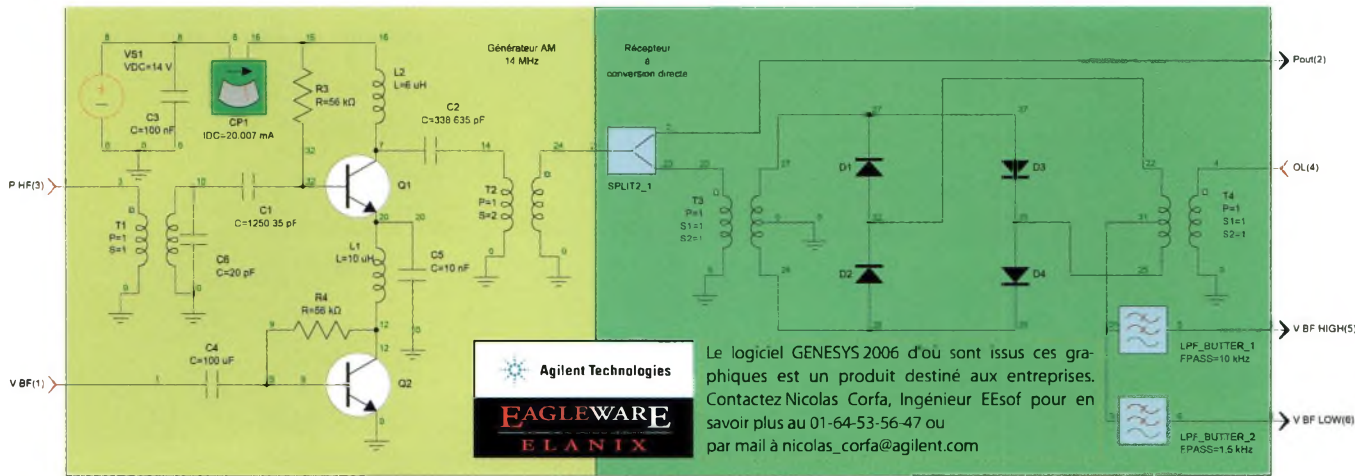 VS1
VDC=14 V
C3
C=100 nF
CP1
IDC=20.007 mA
R3
R=56 kΩ
L2
L=6 uH
Générateur AM
14 MHz
C2
C=338 635 pF
Q1
P HF(3)
T1
P=1
S=1
C6
C=20 pF
C1
C=1250 35 pF
L1
L=10 uH
C5
C=10 nF
T2
P=1
S=2
R4
R=56 kΩ
C4
C=100 uF
V BF(1)
Q2
Récepteur
à
conversion directe
SPLIT2_1
T3
P=1
S1=1
S2=1
D1
D2
D3
D4
T4
P=1
S1=1
S2=1
Pout(2)
OL(4)
LPF_BUTTER_1
FPASS=10 kHz
V BF HIGH(5)
LPF_BUTTER_2
FPASS=1.5 kHz
V BF LOW(6)
Agilent Technologies
EAGLEWARE
ELANIX
Le logiciel GENESYS 2006 d'ou sont issus ces gra-
phiques est un produit destiné aux entreprises.
Contactez Nicolas Corfa, Ingénieur EEsof pour en
savoir plus au 01-64-53-56-47 ou
par mail à nicolas_corfa@agilent.com